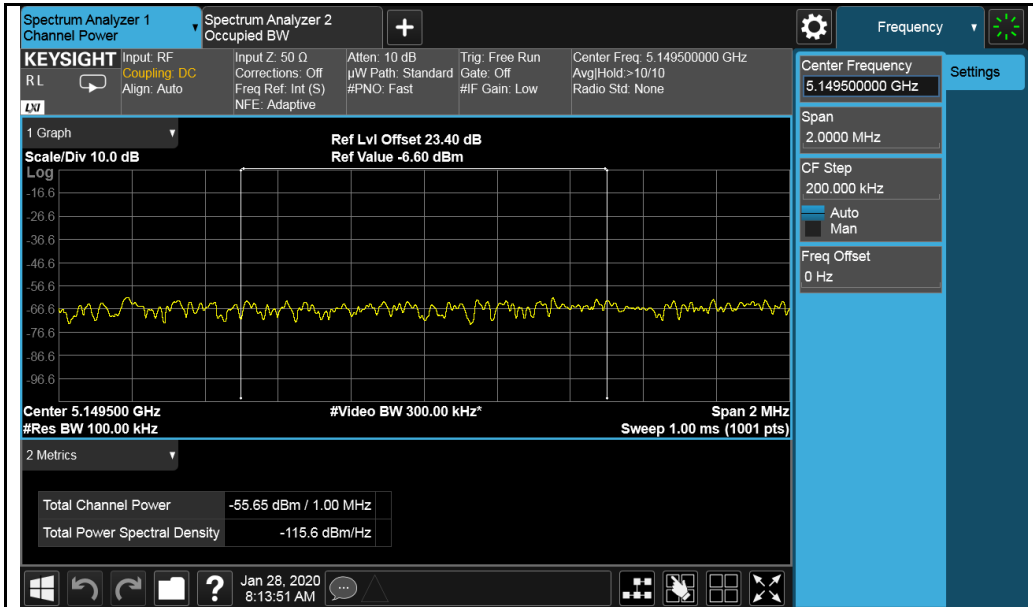 Spectrum Analyzer 1
Channel Power
Spectrum Analyzer 2
Occupied BW
Frequency
KEYSIGHT
R L
LXI
Input: RF
Coupling: DC
Align: Auto
Input Z: 50 Ω
Corrections: Off
Freq Ref: Int (S)
NFE: Adaptive
Atten: 10 dB
µW Path: Standard
#PNO: Fast
Trig: Free Run
Gate: Off
#IF Gain: Low
Center Freq: 5.149500000 GHz
Avg|Hold:>10/10
Radio Std: None
Center Frequency
5.149500000 GHz
Settings
Span
2.0000 MHz
CF Step
200.000 kHz
Auto
Man
Freq Offset
0 Hz
1 Graph
Scale/Div 10.0 dB
Ref Lvl Offset 23.40 dB
Ref Value -6.60 dBm
Log
-16.6
-26.6
-36.6
-46.6
-56.6
-66.6
-76.6
-86.6
-96.6
Center 5.149500 GHz
#Video BW 300.00 kHz*
Span 2 MHz
#Res BW 100.00 kHz
Sweep 1.00 ms (1001 pts)
2 Metrics
Total Channel Power -55.65 dBm / 1.00 MHz
Total Power Spectral Density -115.6 dBm/Hz
?
Jan 28, 2020
8:13:51 AM